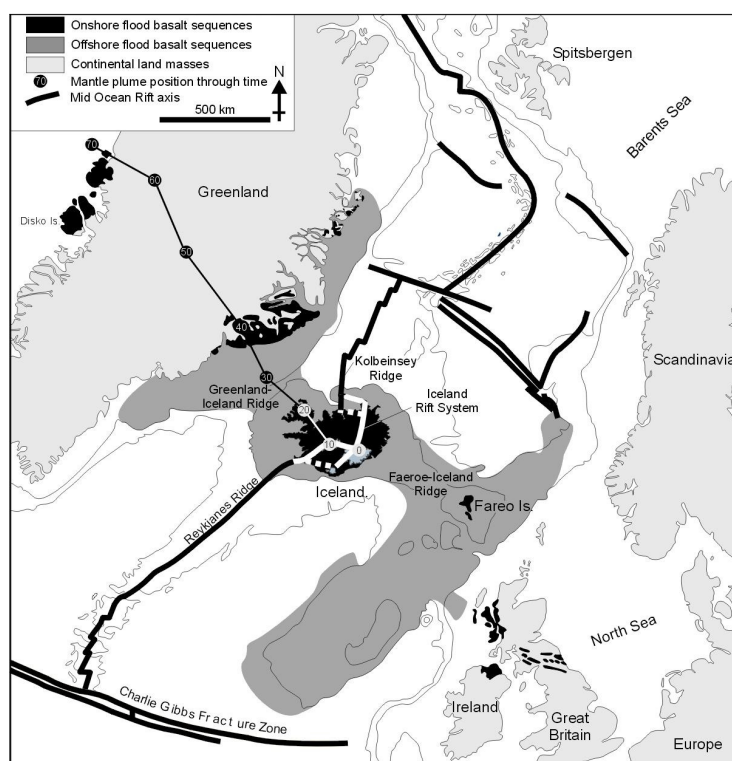 Onshore flood basalt sequences
Offshore flood basalt sequences
Continental land masses
70 Mantle plume position through time
Mid Ocean Rift axis
N
500 km
Spitsbergen
Barents Sea
70
60
Greenland
Disko Is.
50
40
Scandinavia
Kolbeinsey
Ridge
30
Greenland-
Iceland Ridge
Iceland
Rift System
20
10
0
Faeroe-Iceland
Ridge
Iceland.
Fareo Is.
Reykjanes Ridge
North Sea
Charlie Gibbs Fract ure Zone
Ireland
Great
Britain
Europe